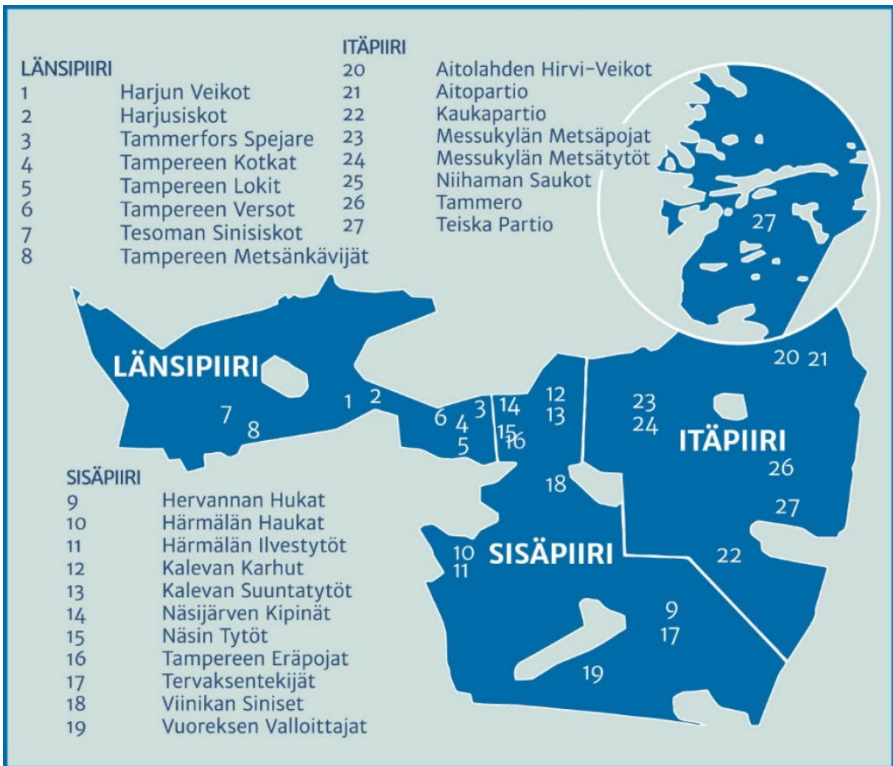 LÄNSIPIIRI
1 Harjun Veikot
2 Harjusiskot
3 Tammerfors Spejare
4 Tampereen Kotkat
5 Tampereen Lokit
6 Tampereen Versot
7 Tesoman Sinisiskot
8 Tampereen Metsänkävijät
ITÄPIIRI
20 Aitolahden Hirvi-Veikot
21 Aitopartio
22 Kaukapartio
23 Messukylän Metsäpojat
24 Messukylän Metsätytöt
25 Niihaman Saukot
26 Tammero
27 Teiska Partio
27
LÄNSIPIIRI
7
8
1
2
6
3
4
5
14
15
16
12
13
18
23
24
20 21
ITÄPIIRI
26
27
22
SISÄPIIRI
10
11
9
17
19
SISÄPIIRI
9 Hervannan Hukat
10 Härmälän Haukat
11 Härmälän Ilvestytöt
12 Kalevan Karhut
13 Kalevan Suuntatytöt
14 Näsijärven Kipinät
15 Näsin Tytöt
16 Tampereen Eräpojat
17 Tervaksentekijät
18 Viinikan Siniset
19 Vuoreksen Valloittajat